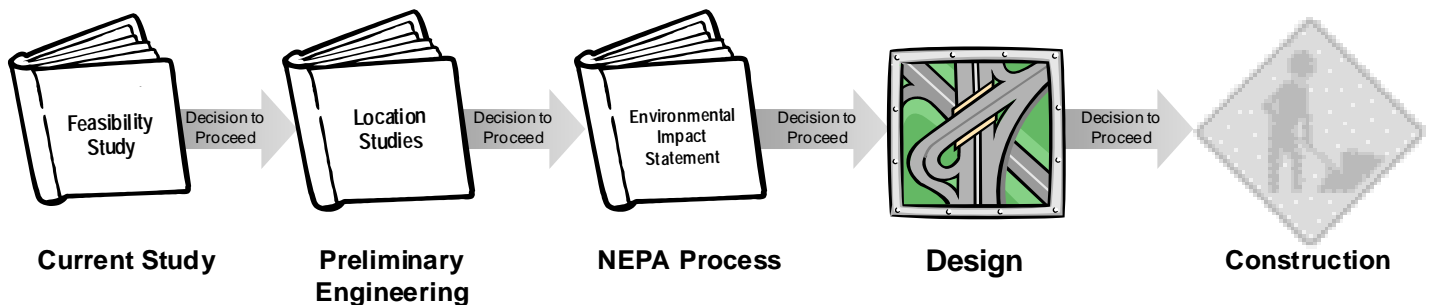 Feasibility
Study
Decision to
Proceed
Location
Studies
Decision to
Proceed
Environmental
Impact
Statement
Decision to
Proceed
Decision to
Proceed
Current Study
Preliminary
Engineering
NEPA Process
Design
Construction